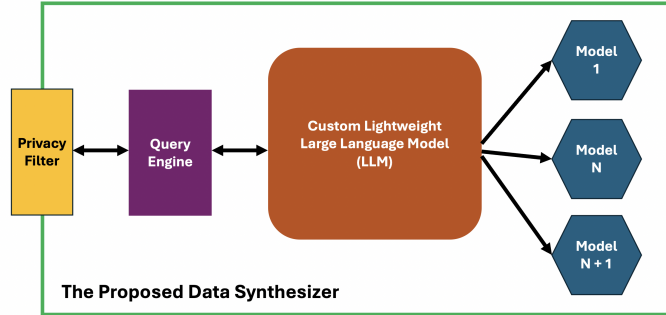 Privacy
Filter
Query
Engine
Custom Lightweight
Large Language Model
(LLM)
Model
1
Model
N
Model
N + 1
The Proposed Data Synthesizer